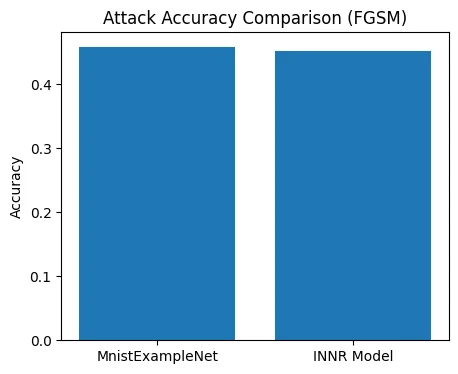 Attack Accuracy Comparison (FGSM)
Accuracy
0.4
0.3
0.2
0.1
0.0
MnistExampleNet
INNR Model